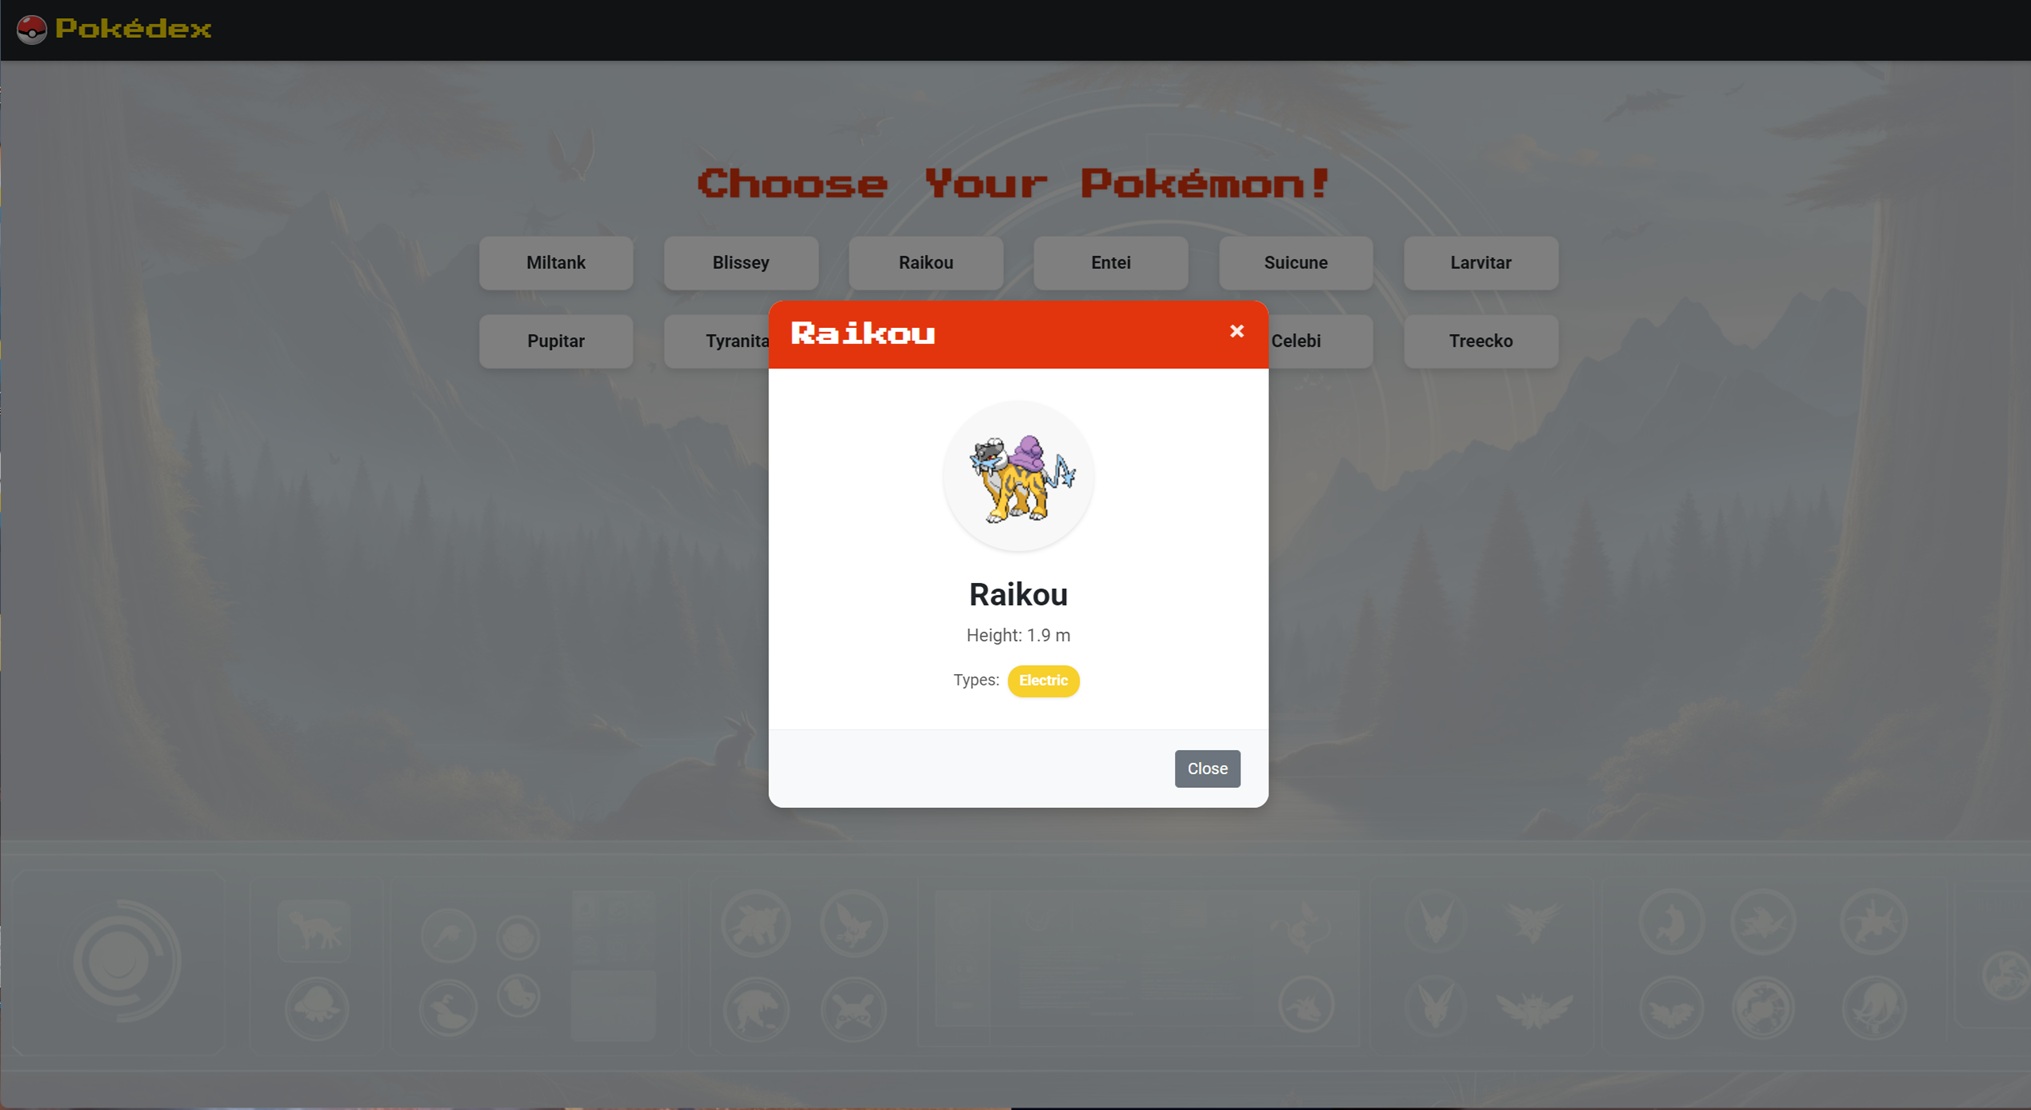 Pokédex
Choose Your Pokémon!
Miltank Blissey Raikou Entei Suicune Larvitar
Pupitar Tyranita Celebi Treecko
Raikou ×
Raikou
Height: 1.9 m
Types: Electric
Close